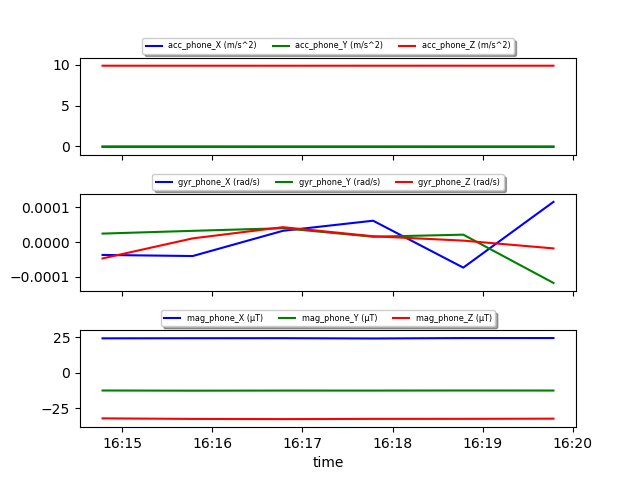 acc_phone_X (m/s^2) acc_phone_Y (m/s^2) acc_phone_Z (m/s^2)
10
5
0
gyr_phone_X (rad/s) gyr_phone_Y (rad/s) gyr_phone_Z (rad/s)
0.0001
0.0000
−0.0001
mag_phone_X (µT) mag_phone_Y (µT) mag_phone_Z (µT)
25
0
−25
16:15 16:16 16:17 16:18 16:19 16:20
time